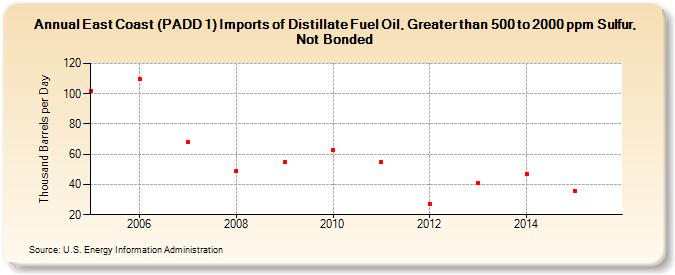 Annual East Coast (PADD 1) Imports of Distillate Fuel Oil, Greater than 500 to 2000 ppm Sulfur,
Not Bonded
Thousand Barrels per Day
120
100
80
60
40
20
2006
2008
2010
2012
2014
Source: U.S. Energy Information Administration